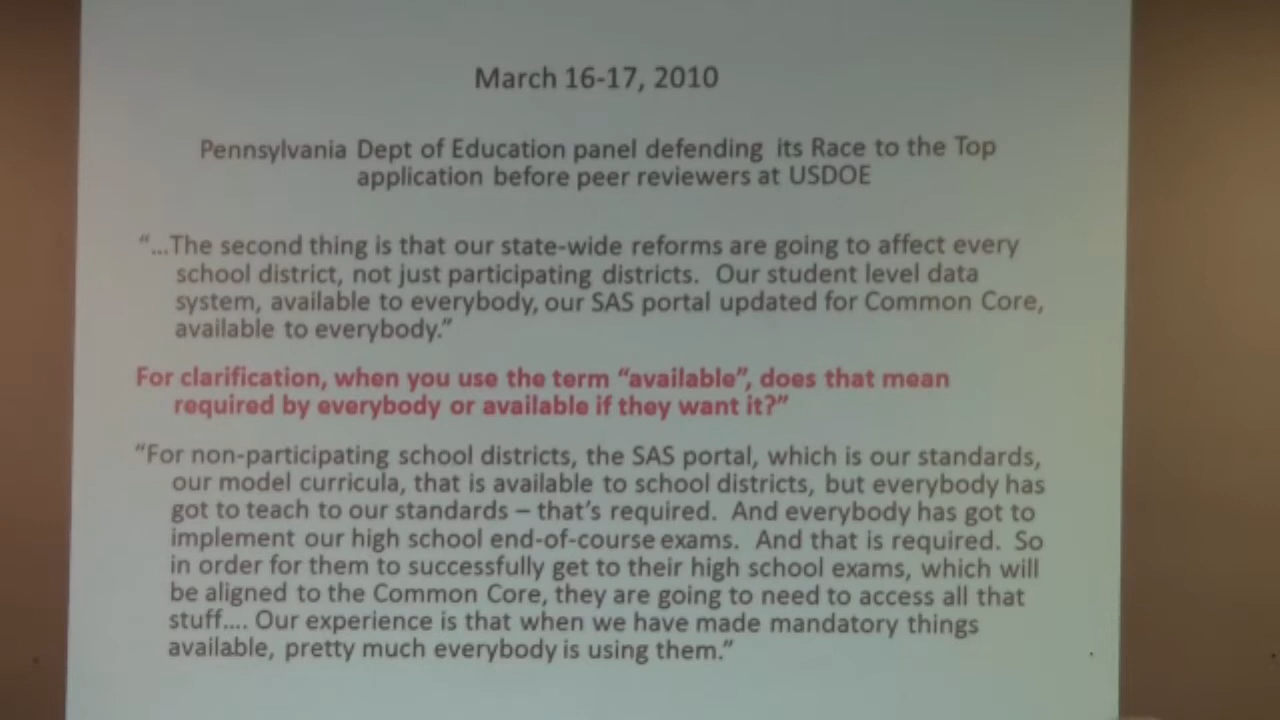 March 16-17, 2010
Pennsylvania Dept of Education panel defending its Race to the Top
application before peer reviewers at USDOE
“...The second thing is that our state-wide reforms are going to affect every
school district, not just participating districts. Our student level data
system, available to everybody, our SAS portal updated for Common Core,
available to everybody.”
For clarification, when you use the term “available”, does that mean
required by everybody or available if they want it?”
“For non-participating school districts, the SAS portal, which is our standards,
our model curricula, that is available to school districts, but everybody has
got to teach to our standards – that’s required. And everybody has got to
implement our high school end-of-course exams. And that is required. So
in order for them to successfully get to their high school exams, which will
be aligned to the Common Core, they are going to need to access all that
stuff.... Our experience is that when we have made mandatory things
available, pretty much everybody is using them.”